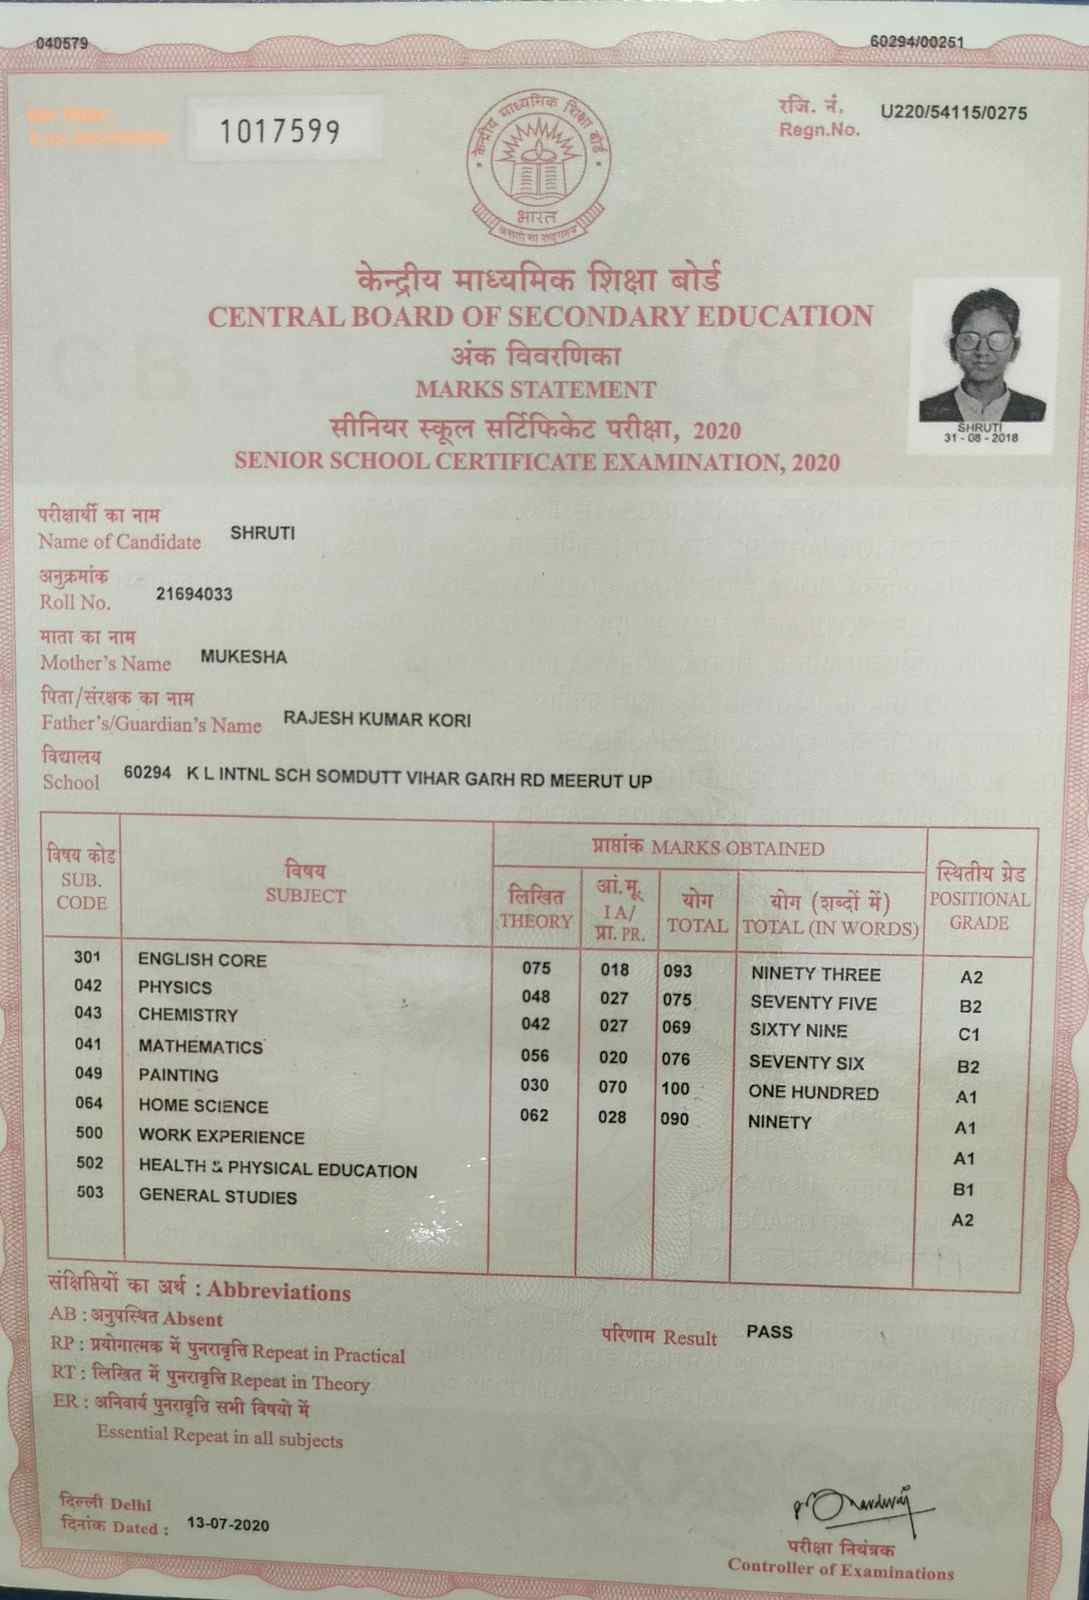 040579
60294/00251
1017599
रजि. नं.
Regn.No.
U220/54115/0275
केन्द्रीय माध्यमिक शिक्षा बोर्ड
भारत
केन्द्रीय माध्यमिक शिक्षा बोर्ड
CENTRAL BOARD OF SECONDARY EDUCATION
अंक विवरणिका
MARKS STATEMENT
सीनियर स्कूल सर्टिफिकेट परीक्षा, 2020
SENIOR SCHOOL CERTIFICATE EXAMINATION, 2020
SHRUTI
31 - 08 - 2018
परीक्षार्थी का नाम
Name of Candidate SHRUTI
अनुक्रमांक
Roll No. 21694033
माता का नाम
Mother's Name MUKESHA
पिता/संरक्षक का नाम
Father's/Guardian's Name RAJESH KUMAR KORI
विद्यालय
School 60294 K L INTNL SCH SOMDUTT VIHAR GARH RD MEERUT UP
विषय कोड
SUB.
CODE
विषय
SUBJECT
प्राप्तांक MARKS OBTAINED
लिखित
THEORY
आं.मू.
I A/
प्रा. PR.
योग
TOTAL
योग (शब्दों में)
TOTAL (IN WORDS)
स्थितीय ग्रेड
POSITIONAL
GRADE
301 ENGLISH CORE 075 018 093 NINETY THREE A2
042 PHYSICS 048 027 075 SEVENTY FIVE B2
043 CHEMISTRY 042 027 069 SIXTY NINE C1
041 MATHEMATICS 056 020 076 SEVENTY SIX B2
049 PAINTING 030 070 100 ONE HUNDRED A1
064 HOME SCIENCE 062 028 090 NINETY A1
500 WORK EXPERIENCE A1
502 HEALTH & PHYSICAL EDUCATION B1
503 GENERAL STUDIES A2
संक्षिप्तियों का अर्थ : Abbreviations
AB : अनुपस्थित Absent
RP : प्रयोगात्मक में पुनरावृत्ति Repeat in Practical
RT : लिखित में पुनरावृत्ति Repeat in Theory
ER : अनिवार्य पुनरावृत्ति सभी विषयों में
Essential Repeat in all subjects
परिणाम Result PASS
दिल्ली Delhi
दिनांक Dated : 13-07-2020
परीक्षा नियंत्रक
Controller of Examinations